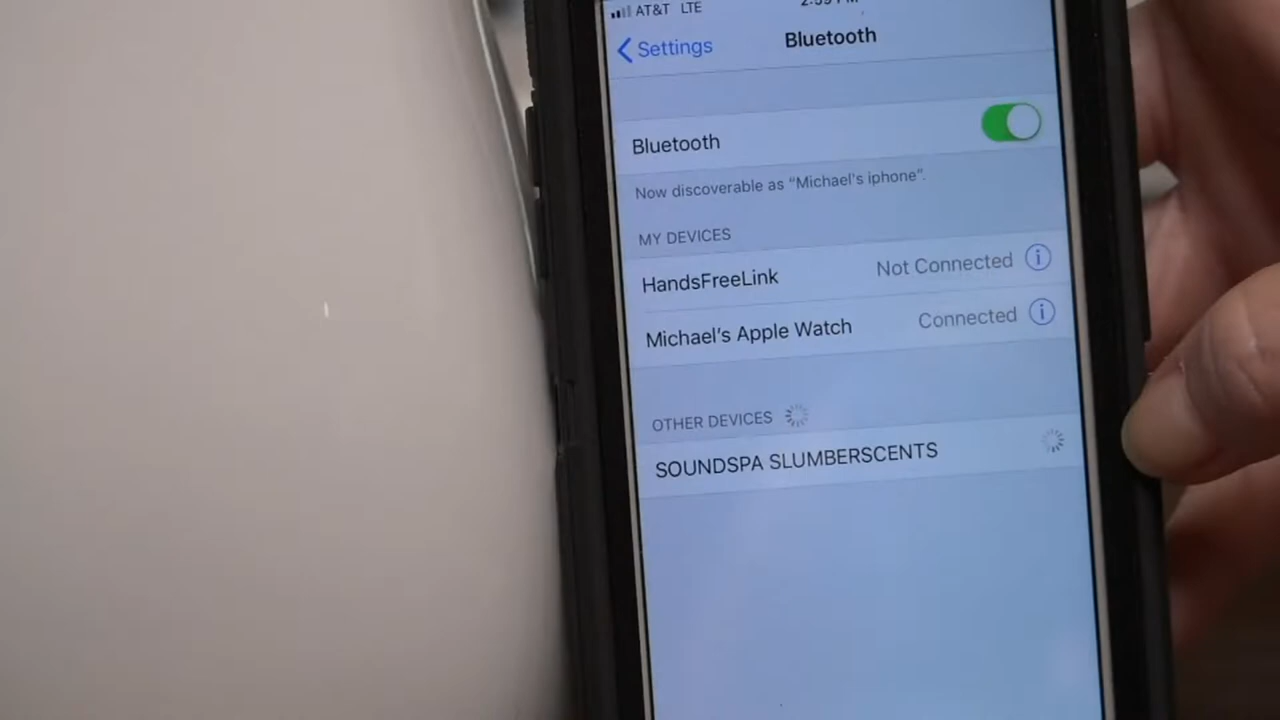 AT&T LTE
Settings
Bluetooth
Bluetooth
Now discoverable as “Michael's iphone”.
MY DEVICES
HandsFreeLink Not Connected
Michael's Apple Watch Connected
OTHER DEVICES
SOUNDSPA SLUMBERSCENTS